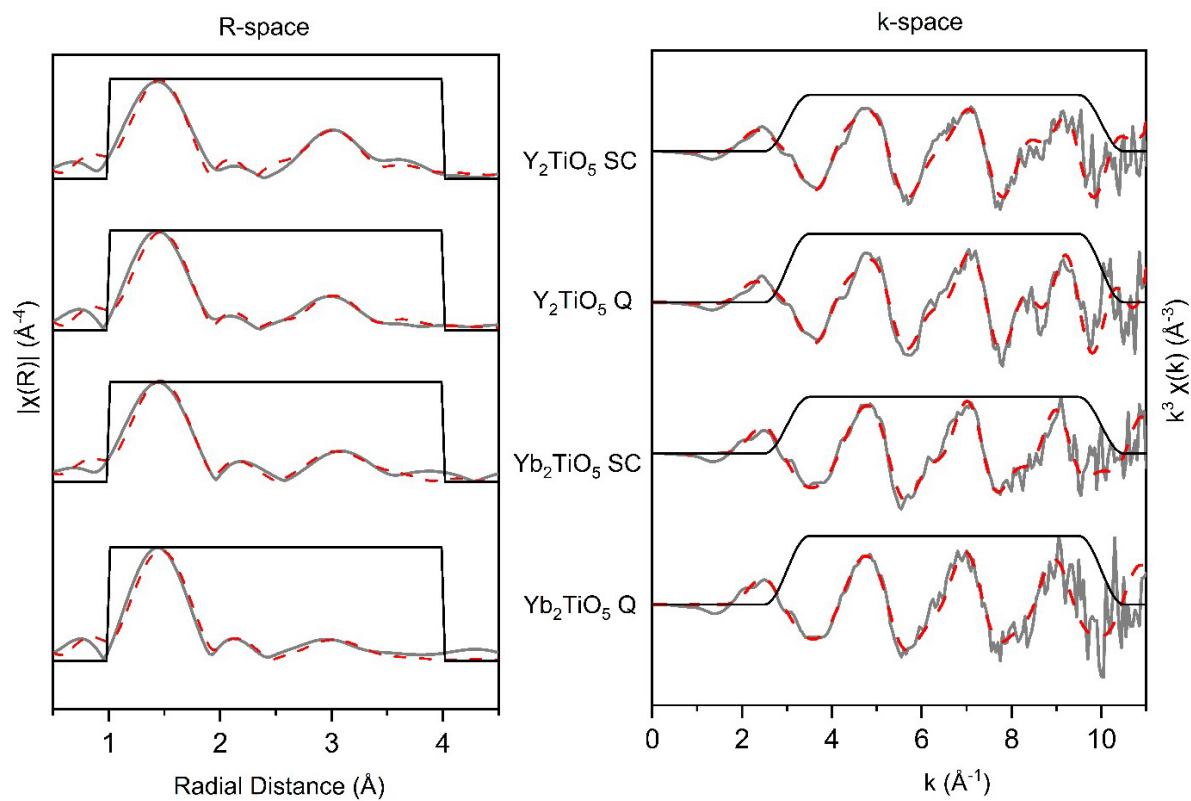 R-space
k-space
|χ(R)| (Å⁻⁴)
Y₂TiO₅ SC
Y₂TiO₅ Q
Yb₂TiO₅ SC
Yb₂TiO₅ Q
k³ χ(k) (Å⁻³)
1 2 3 4
Radial Distance (Å)
0 2 4 6 8 10
k (Å⁻¹)